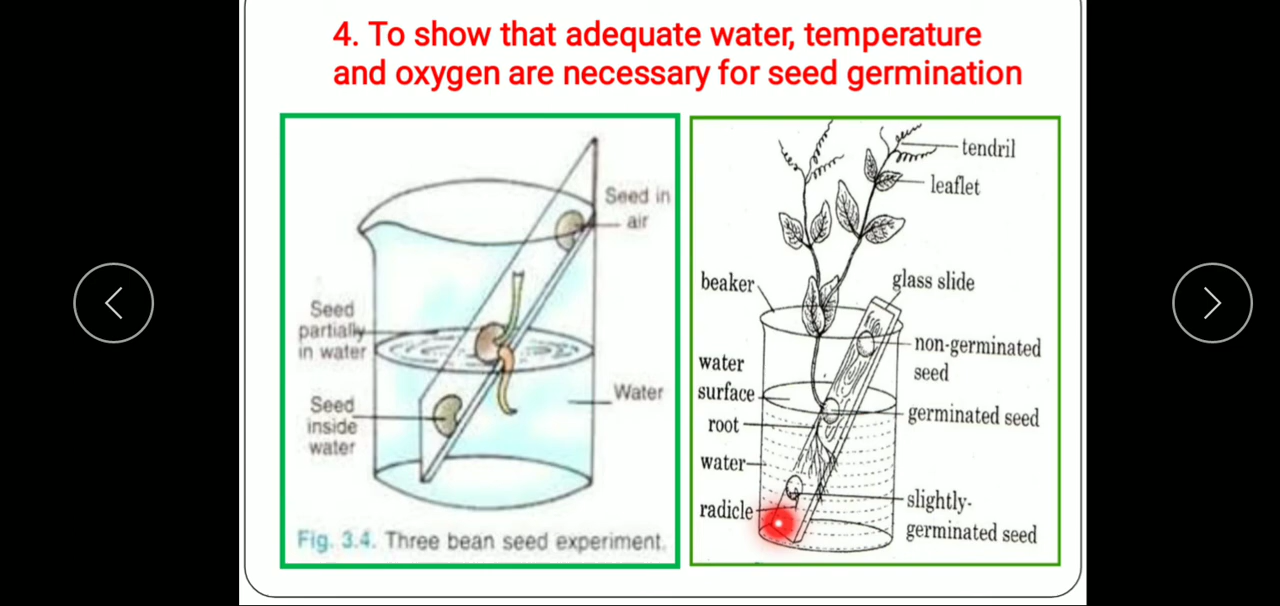 4. To show that adequate water, temperature
and oxygen are necessary for seed germination
Seed in
air
Seed
partially
in water
Seed
inside
water
Water
Fig. 3.4. Three bean seed experiment.
tendril
leaflet
beaker
glass slide
non-germinated
seed
water
surface
germinated seed
root
water
radicle
slightly-
germinated seed